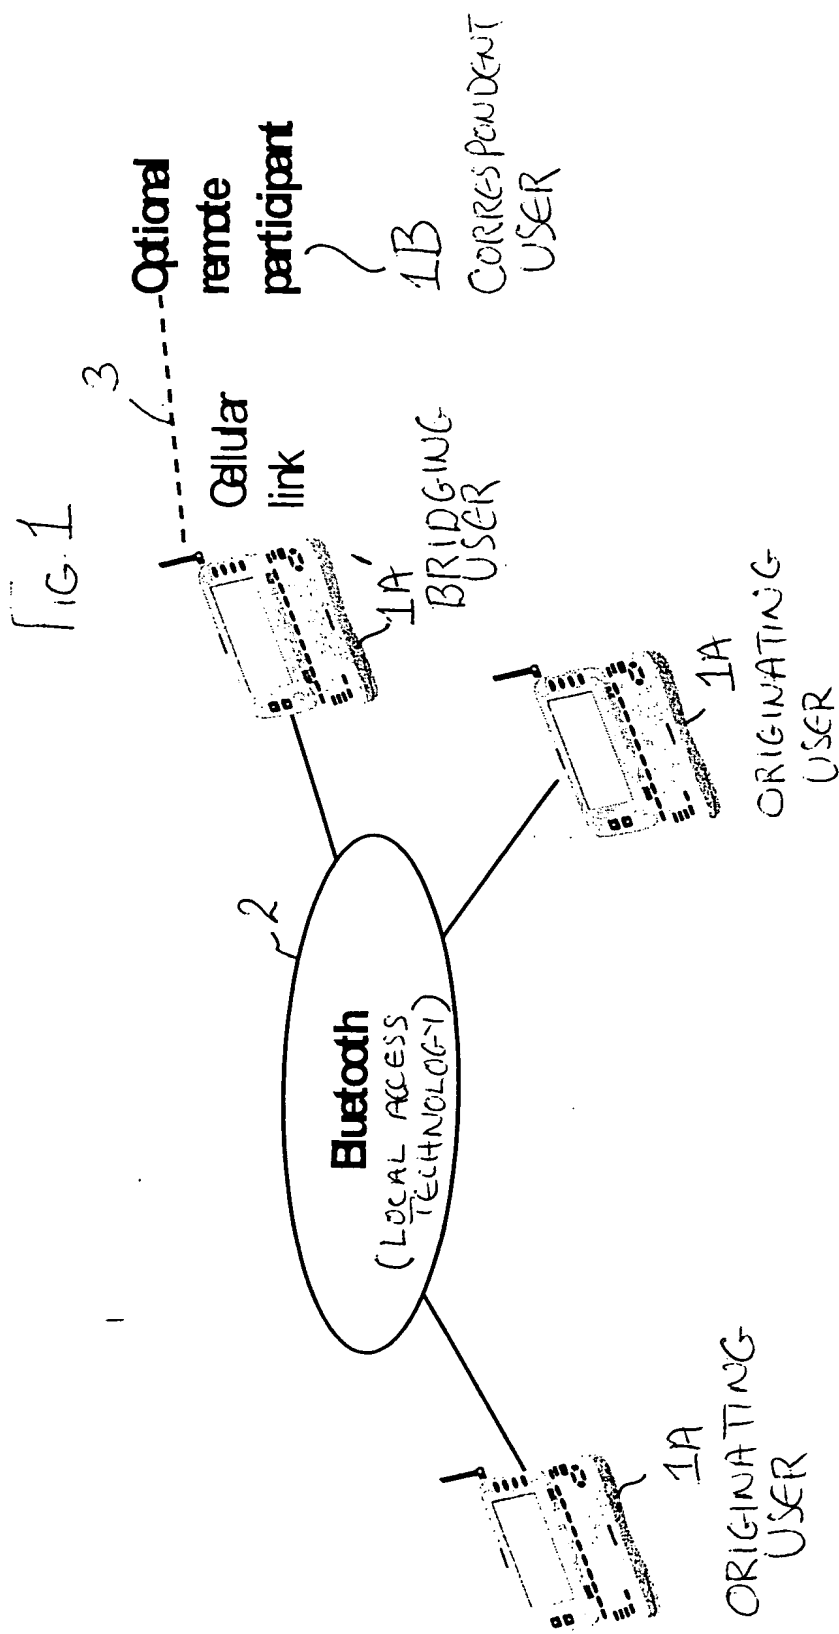 FIG. 1
3
Optional
remote
participant
1B
CORRESPONDENT
USER
Cellular
link
1A
BRIDGING
USER
2
Bluetooth
(LOCAL ACCESS
TECHNOLOGY)
1A
ORIGINATING
USER
1A
ORIGINATING
USER